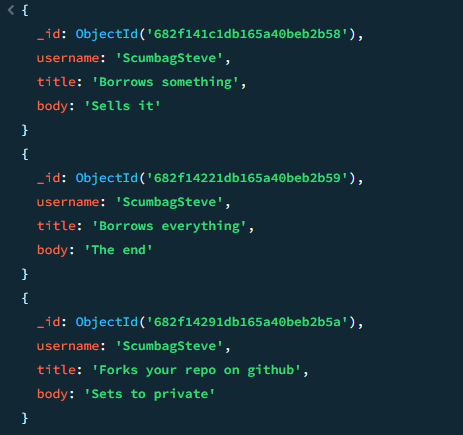 {
_id: ObjectId('682f141c1db165a40beb2b58'),
username: 'ScumbagSteve',
title: 'Borrows something',
body: 'Sells it'
}
{
_id: ObjectId('682f14221db165a40beb2b59'),
username: 'ScumbagSteve',
title: 'Borrows everything',
body: 'The end'
}
{
_id: ObjectId('682f14291db165a40beb2b5a'),
username: 'ScumbagSteve',
title: 'Forks your repo on github',
body: 'Sets to private'
}